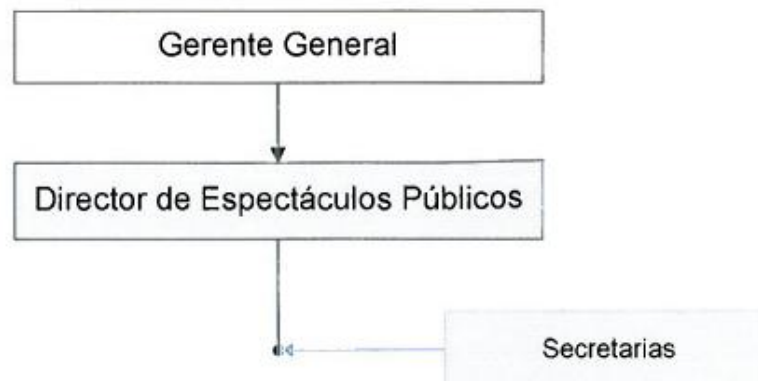 Gerente General
Director de Espectáculos Públicos
Secretarias